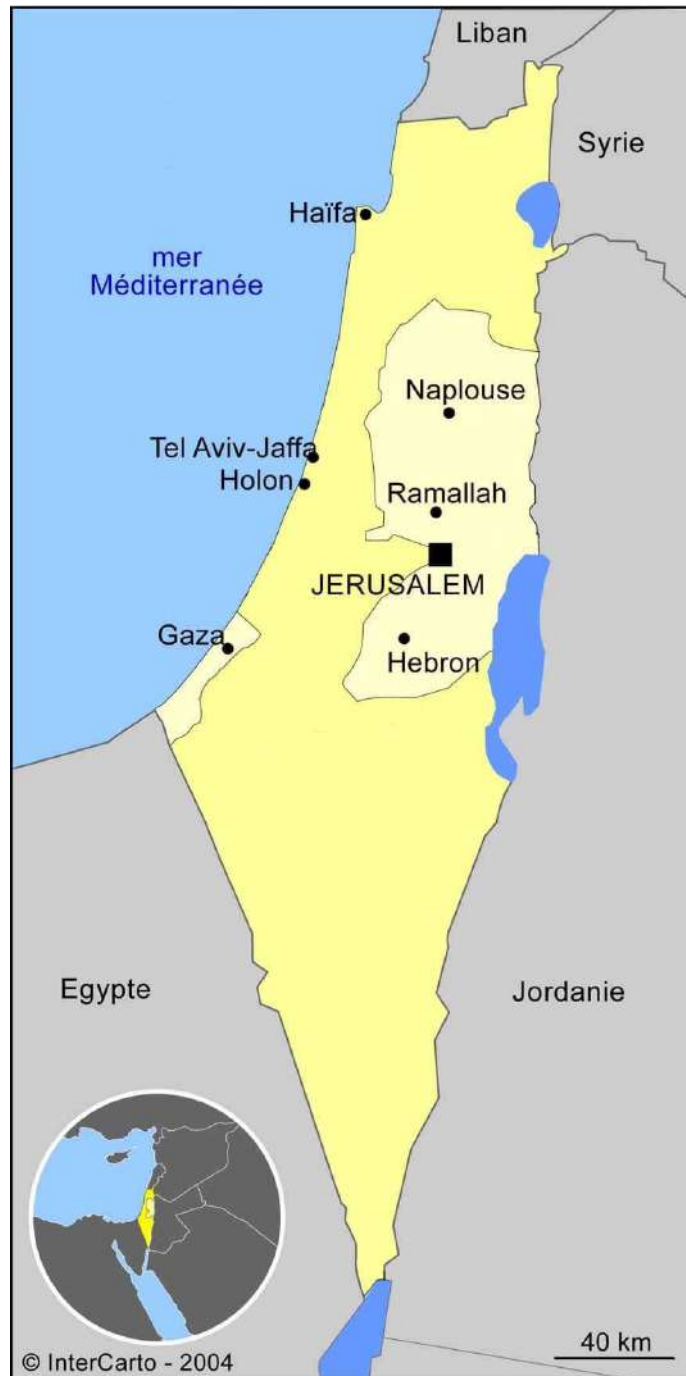 Liban
Syrie
Haïfa
mer
Méditerranée
Naplouse
Tel Aviv-Jaffa
Holon
Ramallah
JERUSALEM
Gaza
Hebron
Egypte
Jordanie
40 km
© InterCarto - 2004